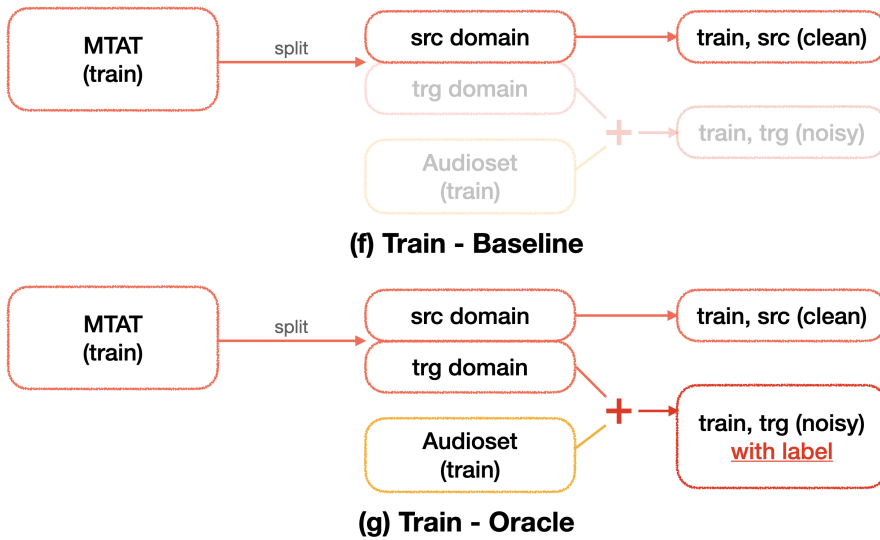 MTAT
(train)
split
src domain
train, src (clean)
trg domain
train, trg (noisy)
Audioset
(train)
(f) Train - Baseline
MTAT
(train)
split
src domain
train, src (clean)
trg domain
Audioset
(train)
train, trg (noisy)
with label
(g) Train - Oracle